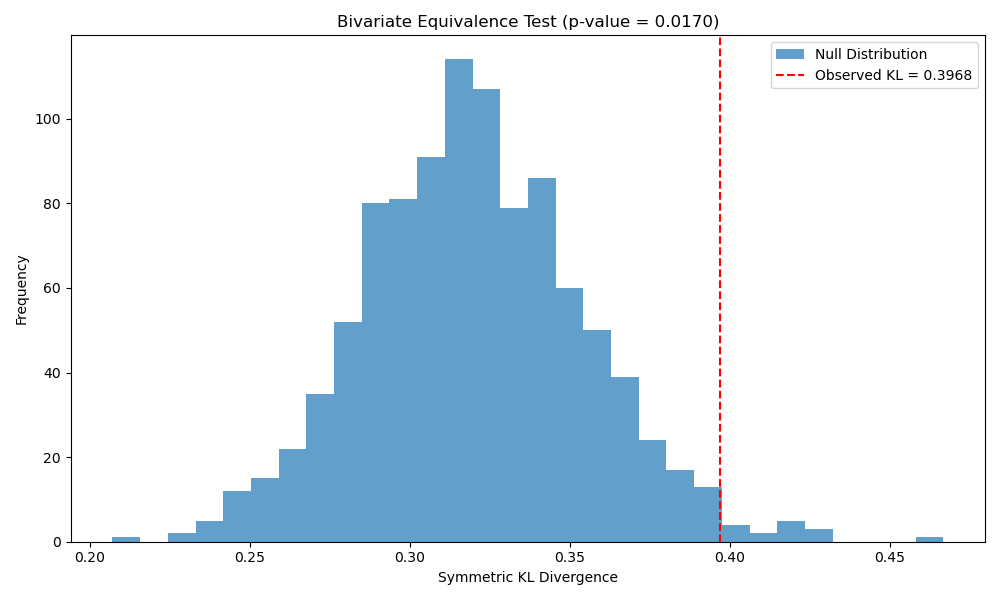 Bivariate Equivalence Test (p-value = 0.0170)
Null Distribution
Observed KL = 0.3968
Frequency
100
80
60
40
20
0
0.20
0.25
0.30
0.35
0.40
0.45
Symmetric KL Divergence